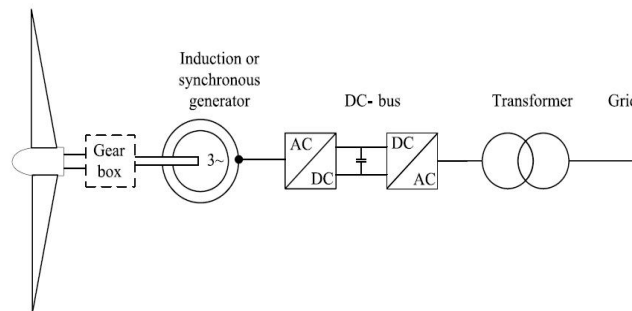 Induction or
synchronous
generator
DC- bus
Transformer
Gear
box
3~
AC
DC
DC
AC